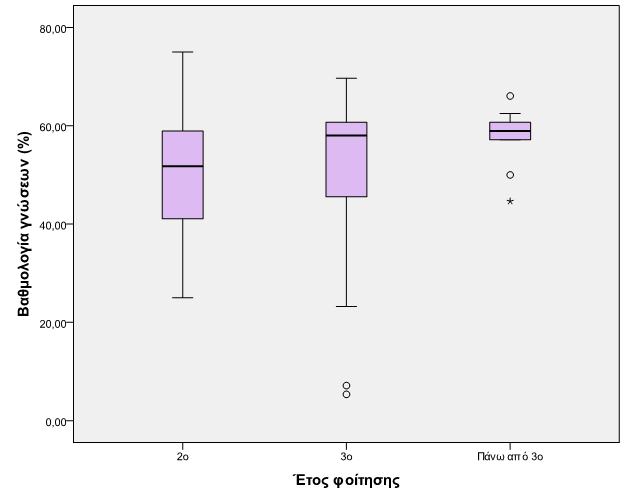 Βαθμολογία γνώσεων (%)
80,00
60,00
40,00
20,00
0,00
2ο
3ο
Πάνω από 3ο
Έτος φοίτησης